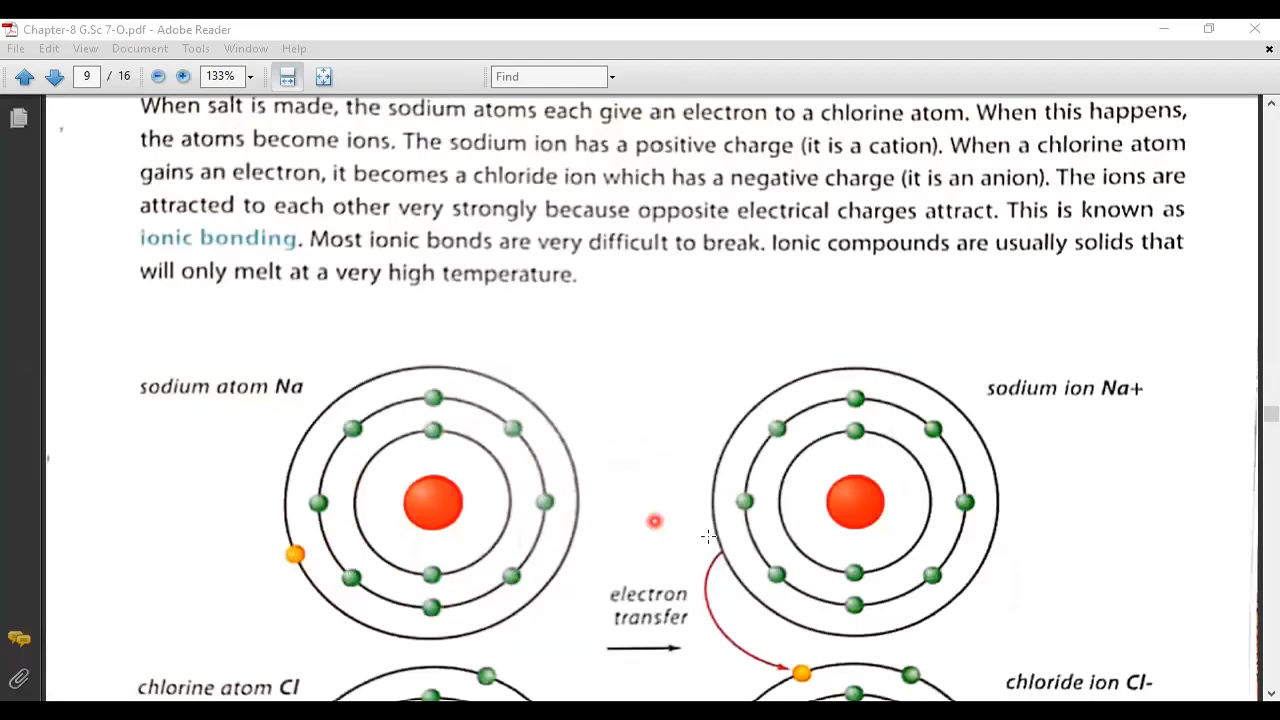 Chapter-8 G.Sc 7-O.pdf - Adobe Reader
File Edit View Document Tools Window Help
9 / 16 133% Find
When salt is made, the sodium atoms each give an electron to a chlorine atom. When this happens,
the atoms become ions. The sodium ion has a positive charge (it is a cation). When a chlorine atom
gains an electron, it becomes a chloride ion which has a negative charge (it is an anion). The ions are
attracted to each other very strongly because opposite electrical charges attract. This is known as
ionic bonding. Most ionic bonds are very difficult to break. Ionic compounds are usually solids that
will only melt at a very high temperature.
sodium atom Na
sodium ion Na+
electron
transfer
chlorine atom Cl
chloride ion Cl-